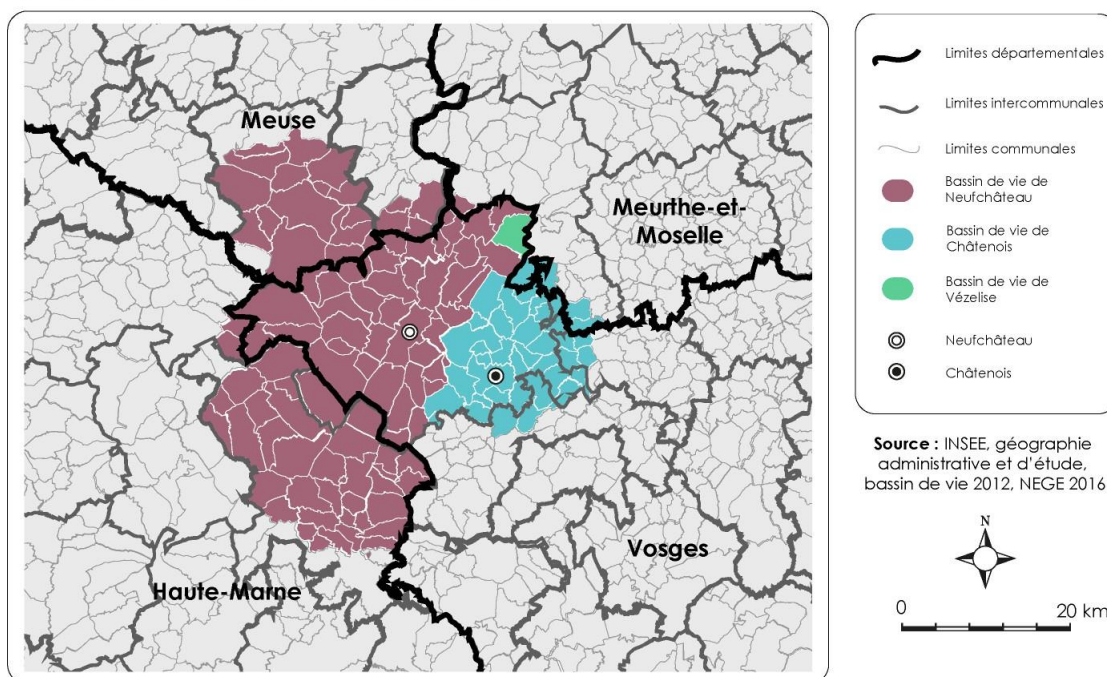 Meuse
Meurthe-et-
Moselle
Vosges
Haute-Marne
Limites départementales
Limites intercommunales
Limites communales
Bassin de vie de
Neufchâteau
Bassin de vie de
Châtenois
Bassin de vie de
Vézelise
Neufchâteau
Châtenois
Source : INSEE, géographie
administrative et d'étude,
bassin de vie 2012, NEGE 2016
N
0 20 km